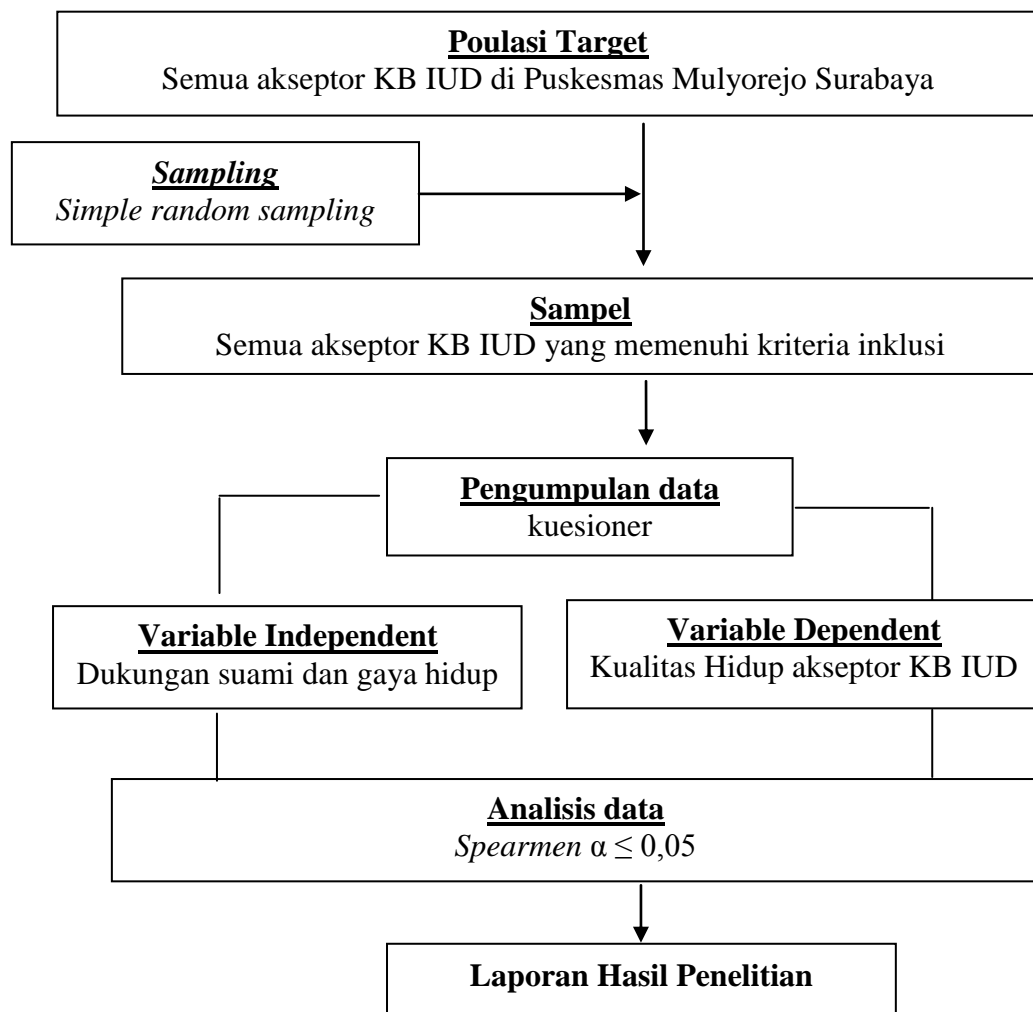 Poulasi Target
Semua akseptor KB IUD di Puskesmas Mulyorejo Surabaya
Sampling
Simple random sampling
Sampel
Semua akseptor KB IUD yang memenuhi kriteria inklusi
Pengumpulan data
kuesioner
Variable Independent
Dukungan suami dan gaya hidup
Variable Dependent
Kualitas Hidup akseptor KB IUD
Analisis data
Spearmen α ≤ 0,05
Laporan Hasil Penelitian